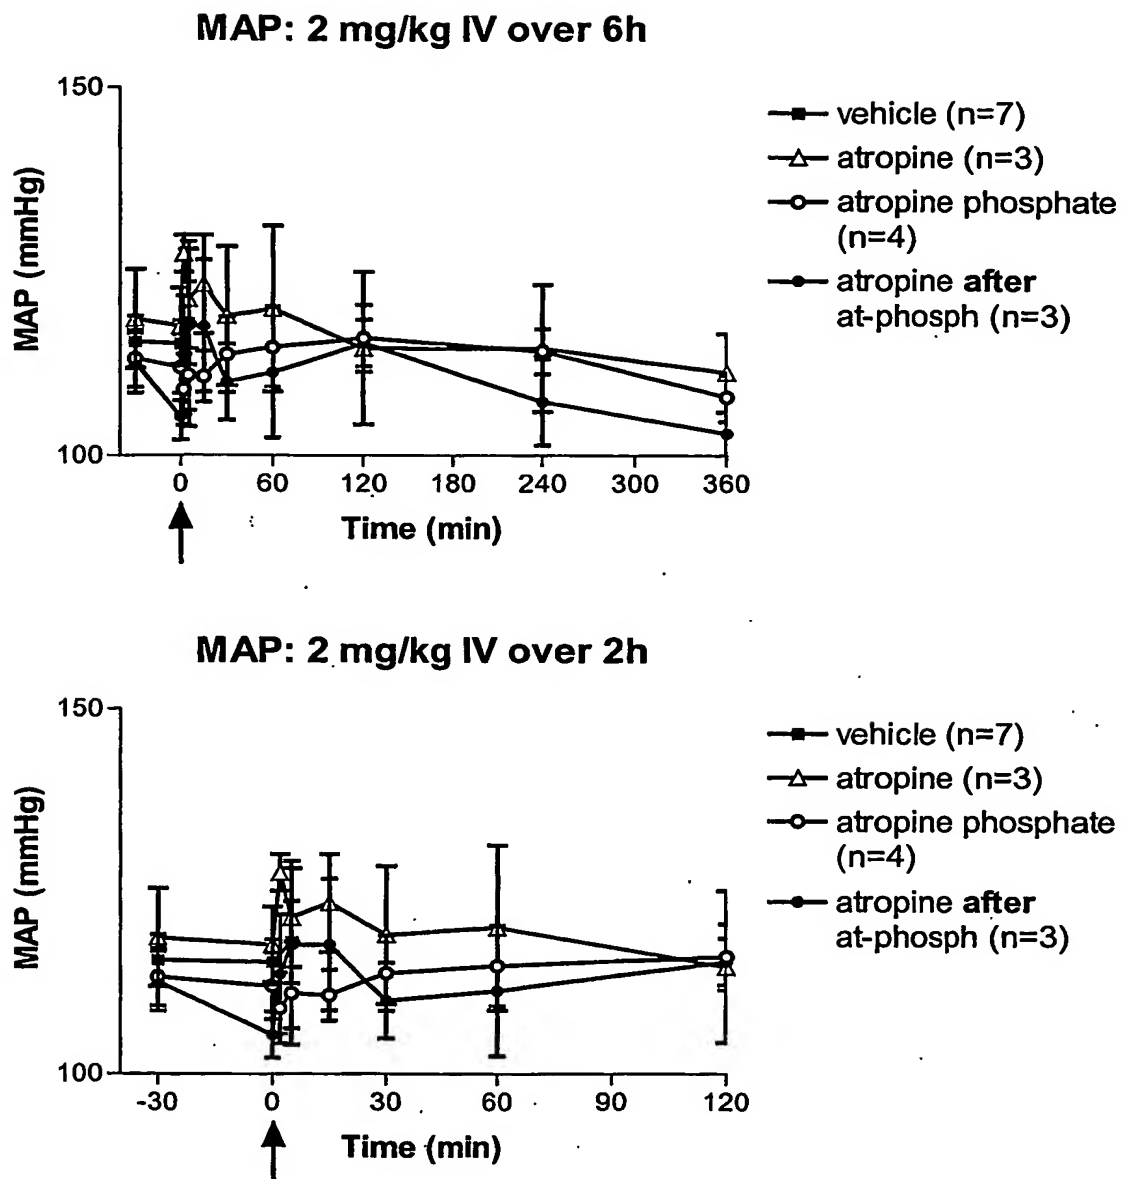 MAP: 2 mg/kg IV over 6h
150
100
MAP (mmHg)
0 60 120 180 240 300 360
Time (min)
vehicle (n=7)
atropine (n=3)
atropine phosphate
(n=4)
atropine after
at-phosph (n=3)
MAP: 2 mg/kg IV over 2h
150
100
MAP (mmHg)
-30 0 30 60 90 120
Time (min)
vehicle (n=7)
atropine (n=3)
atropine phosphate
(n=4)
atropine after
at-phosph (n=3)